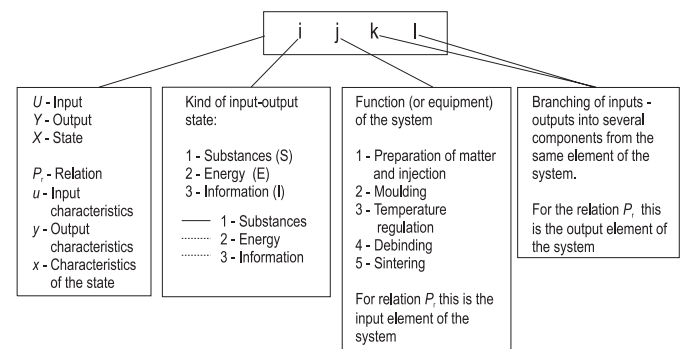 i j k l
U - Input
Y - Output
X - State
Pr - Relation
u - Input
characteristics
y - Output
characteristics
x - Characteristics
of the state
Kind of input-output
state:
1 - Substances (S)
2 - Energy (E)
3 - Information (I)
1 - Substances
2 - Energy
3 - Information
Function (or equipment)
of the system
1 - Preparation of matter
and injection
2 - Moulding
3 - Temperature
regulation
4 - Debinding
5 - Sintering
For relation Pr this is the
input element of the
system
Branching of inputs -
outputs into several
components from the
same element of the
system.
For the relation Pr this
is the output element of
the system